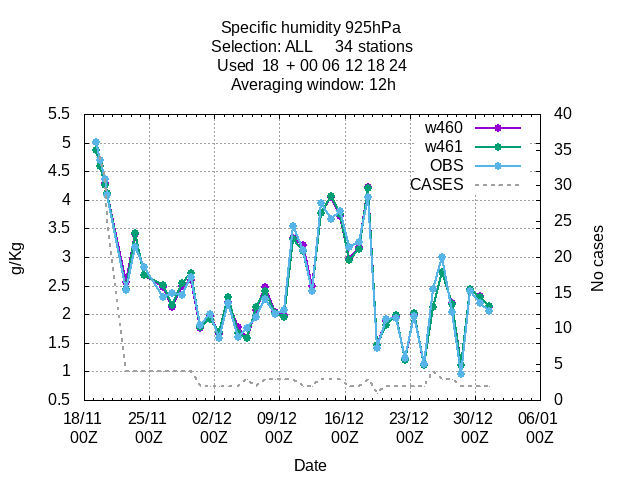 Specific humidity 925hPa
Selection: ALL     34 stations
Used  18  + 00 06 12 18 24
Averaging window: 12h
5.5
5
4.5
4
3.5
3
2.5
2
1.5
1
0.5
g/Kg
w460
w461
OBS
CASES
40
35
30
25
20
15
10
5
0
No cases
18/11 25/11 02/12 09/12 16/12 23/12 30/12 06/01
00Z 00Z 00Z 00Z 00Z 00Z 00Z 00Z
Date